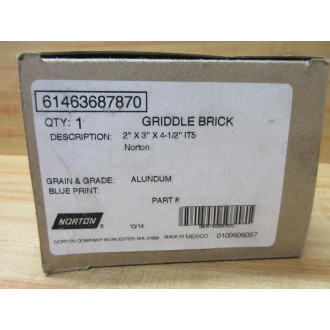 61463687870
QTY: 1 GRIDDLE BRICK
DESCRIPTION: 2" X 3" X 4-1/2" IT5
Norton
GRAIN & GRADE: ALUNDUM
BLUE PRINT:
PART #:
NORTON ® 10/14
NORTON COMPANY WORCESTER, MA. 01606 MADE IN MEXICO 0109606057